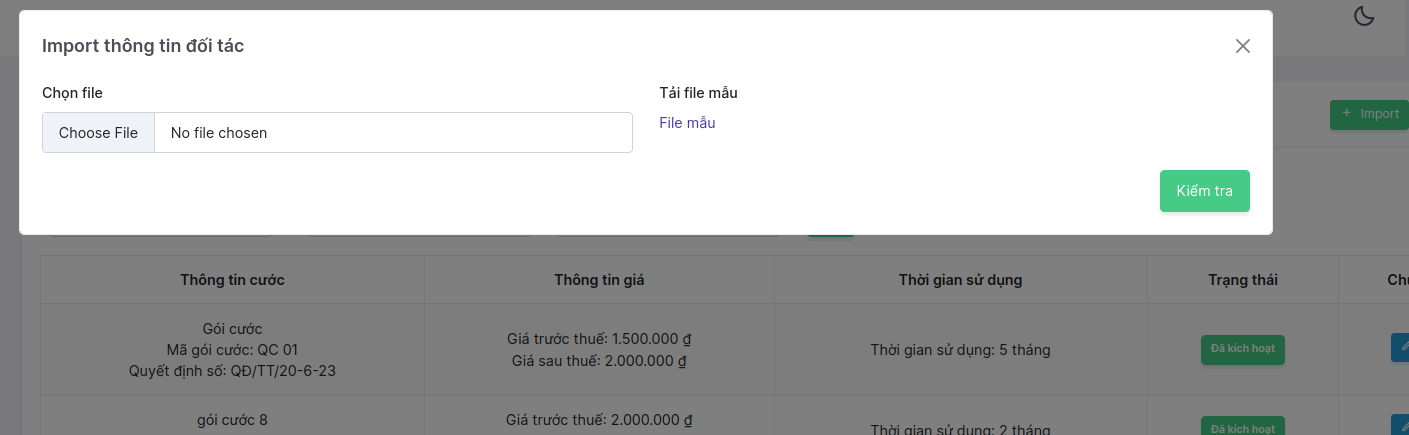 Import thông tin đối tác
Chọn file
Tải file mẫu
Choose File No file chosen
File mẫu
+ Import
Kiểm tra
Thông tin cước Thông tin giá Thời gian sử dụng Trạng thái
Gói cước
Mã gói cước: QC 01
Quyết định số: QĐ/TT/20-6-23
Giá trước thuế: 1.500.000 ₫
Giá sau thuế: 2.000.000 ₫
Thời gian sử dụng: 5 tháng
Đã kích hoạt
gói cước 8
Giá trước thuế: 2.000.000 ₫
Thời gian sử dụng: 2 tháng
Đã kích hoạt